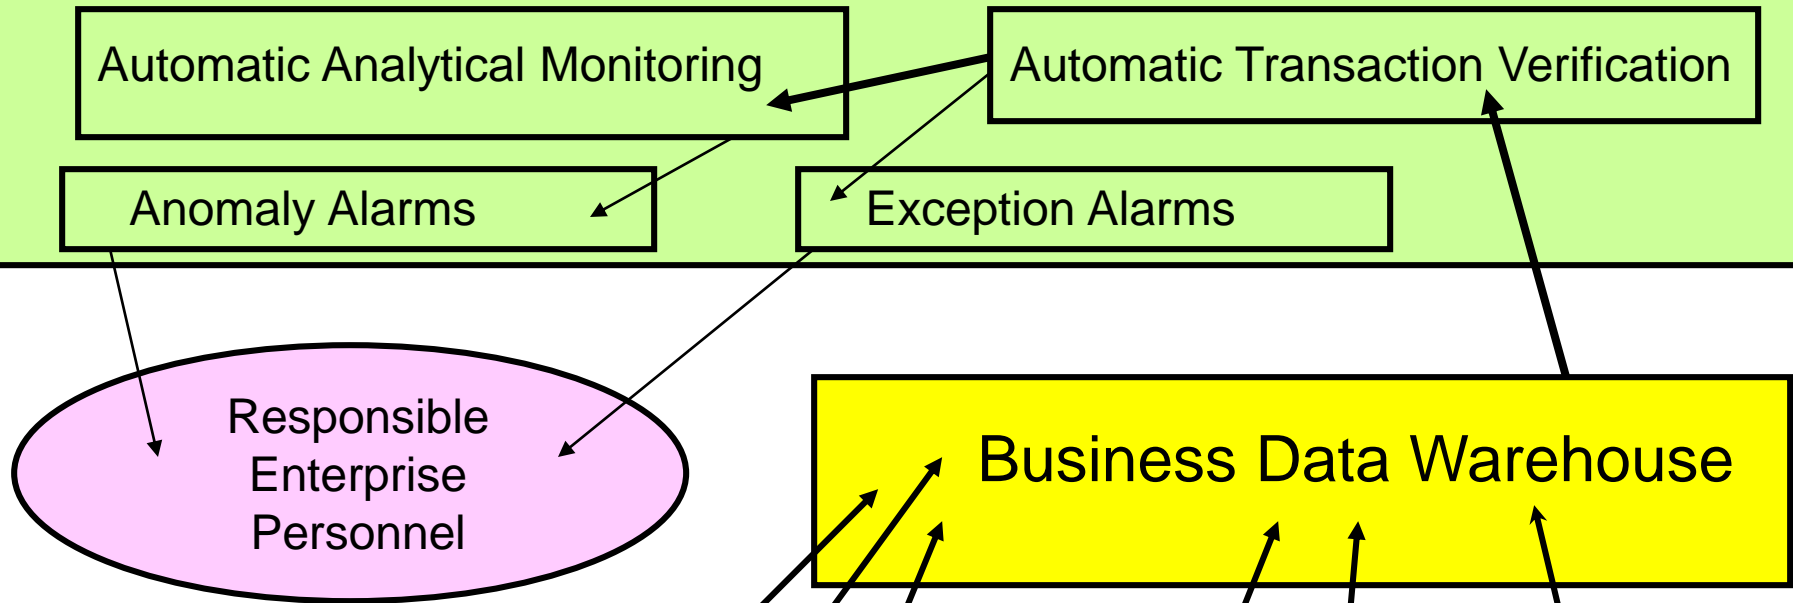 Automatic Analytical Monitoring
Automatic Transaction Verification
Anomaly Alarms
Exception Alarms
Responsible
Enterprise
Personnel
Business Data Warehouse